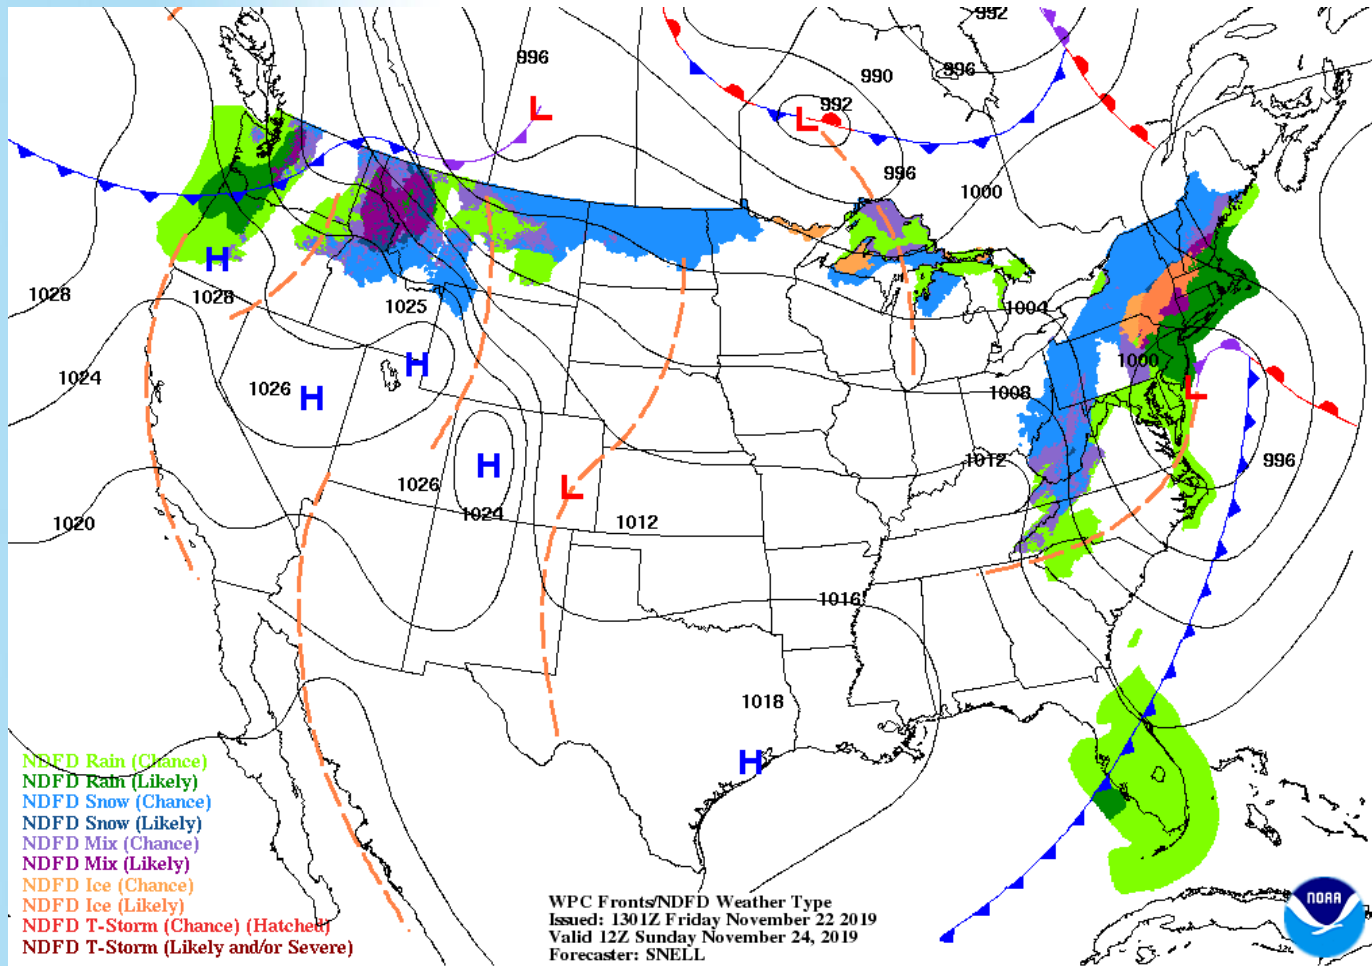 992
996
990
996
992
996
1000
H
1028
1028
1025
1004
1024
1026
H
H
1000
1008
L
1026
H
1012
996
1024
L
1020
1012
1016
1018
H
L
L
NDFD Rain (Chance)
NDFD Rain (Likely)
NDFD Snow (Chance)
NDFD Snow (Likely)
NDFD Mix (Chance)
NDFD Mix (Likely)
NDFD Ice (Chance)
NDFD Ice (Likely)
NDFD T-Storm (Chance) (Hatched)
NDFD T-Storm (Likely and/or Severe)
WPC Fronts/NDFD Weather Type
Issued: 1301Z Friday November 22 2019
Valid 12Z Sunday November 24, 2019
Forecaster: SNELL
NOAA